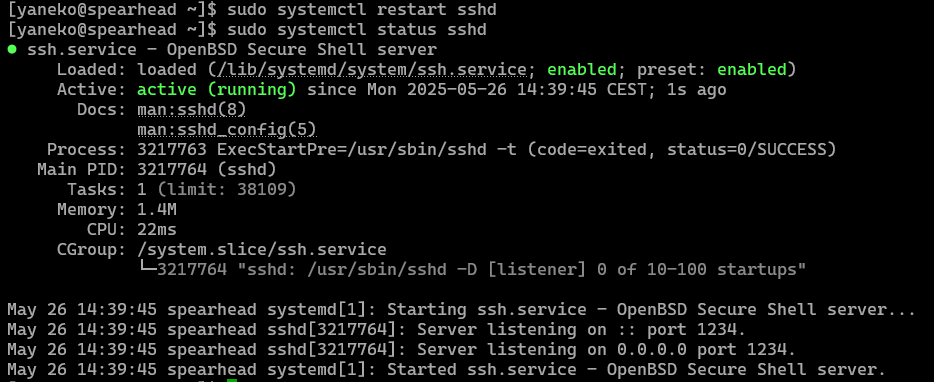 [yaneko@spearhead ~]$ sudo systemctl restart sshd
[yaneko@spearhead ~]$ sudo systemctl status sshd
● ssh.service – OpenBSD Secure Shell server
Loaded: loaded (/lib/systemd/system/ssh.service; enabled; preset: enabled)
Active: active (running) since Mon 2025-05-26 14:39:45 CEST; 1s ago
Docs: man:sshd(8)
man:sshd_config(5)
Process: 3217763 ExecStartPre=/usr/sbin/sshd -t (code=exited, status=0/SUCCESS)
Main PID: 3217764 (sshd)
Tasks: 1 (limit: 38109)
Memory: 1.4M
CPU: 22ms
CGroup: /system.slice/ssh.service
└─3217764 "sshd: /usr/sbin/sshd -D [listener] 0 of 10-100 startups"
May 26 14:39:45 spearhead systemd[1]: Starting ssh.service – OpenBSD Secure Shell server...
May 26 14:39:45 spearhead sshd[3217764]: Server listening on :: port 1234.
May 26 14:39:45 spearhead sshd[3217764]: Server listening on 0.0.0.0 port 1234.
May 26 14:39:45 spearhead systemd[1]: Started ssh.service – OpenBSD Secure Shell server.